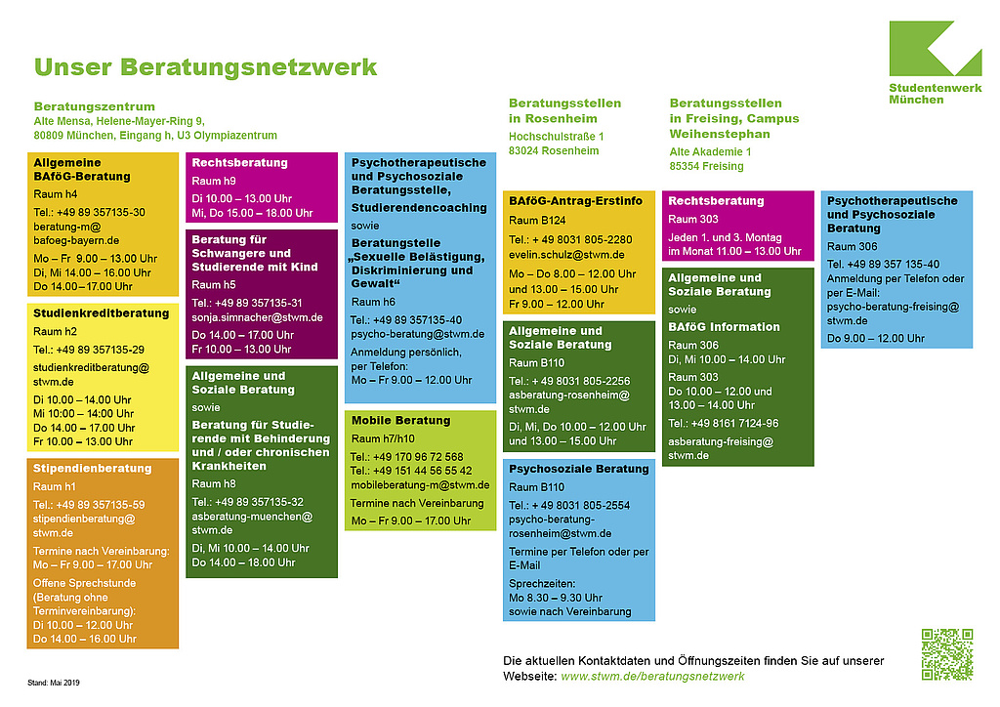 Unser Beratungsnetzwerk
Studentenwerk
München
Beratungszentrum
Alte Mensa, Helene-Mayer-Ring 9,
80809 München, Eingang h, U3 Olympiazentrum
Allgemeine
BAföG-Beratung
Raum h4
Tel.: +49 89 357135-30
beratung-m@
bafoeg-bayern.de
Mo – Fr  9.00 – 13.00 Uhr
Di, Mi 14.00 – 16.00 Uhr
Do 14.00–17.00 Uhr
Studienkreditberatung
Raum h2
Tel.: +49 89 357135-29
studienkreditberatung@
stwm.de
Di 10.00 – 14.00 Uhr
Mi 10:00 – 14:00 Uhr
Do 14.00 – 17.00 Uhr
Fr 10.00 – 13.00 Uhr
Stipendienberatung
Raum h1
Tel.: +49 89 357135-59
stipendienberatung@
stwm.de
Termine nach Vereinbarung:
Mo – Fr 9.00 – 17.00 Uhr
Offene Sprechstunde
(Beratung ohne
Terminvereinbarung):
Di 10.00 – 12.00 Uhr
Do 14.00 – 16.00 Uhr
Rechtsberatung
Raum h9
Di 10.00 – 13.00 Uhr
Mi, Do 15.00 – 18.00 Uhr
Beratung für
Schwangere und
Studierende mit Kind
Raum h5
Tel.: +49 89 357135-31
sonja.simnacher@stwm.de
Do 14.00 – 17.00 Uhr
Fr 10.00 – 13.00 Uhr
Allgemeine und
Soziale Beratung
sowie
Beratung für Studie-
rende mit Behinderung
und / oder chronischen
Krankheiten
Raum h8
Tel.: +49 89 357135-32
asberatung-muenchen@
stwm.de
Di, Mi 10.00 – 14.00 Uhr
Do 14.00 – 18.00 Uhr
Psychotherapeutische
und Psychosoziale
Beratungsstelle,
Studierendencoaching
sowie
Beratungstelle
„Sexuelle Belästigung,
Diskriminierung und
Gewalt“
Raum h6
Tel.: +49 89 357135-40
psycho-beratung@stwm.de
Anmeldung persönlich,
per Telefon:
Mo – Fr 9.00 – 12.00 Uhr
Mobile Beratung
Raum h7/h10
Tel.: +49 170 96 72 568
Tel.: +49 151 44 56 55 42
mobileberatung-m@stwm.de
Termine nach Vereinbarung
Mo – Fr 9.00 – 17.00 Uhr
Beratungsstellen
in Rosenheim
Hochschulstraße 1
83024 Rosenheim
BAföG-Antrag-Erstinfo
Raum B124
Tel.: + 49 8031 805-2280
evelin.schulz@stwm.de
Mo – Do 8.00 – 12.00 Uhr
und 13.00 – 15.00 Uhr
Fr 9.00 – 12.00 Uhr
Allgemeine und
Soziale Beratung
Raum B110
Tel.: + 49 8031 805-2256
asberatung-rosenheim@
stwm.de
Di, Mi, Do 10.00 – 12.00 Uhr
und 13.00 – 15.00 Uhr
Psychosoziale Beratung
Raum B110
Tel.: + 49 8031 805-2554
psycho-beratung-
rosenheim@stwm.de
Termine per Telefon oder per
E-Mail
Sprechzeiten:
Mo 8.30 – 9.30 Uhr
sowie nach Vereinbarung
Beratungsstellen
in Freising, Campus
Weihenstephan
Alte Akademie 1
85354 Freising
Rechtsberatung
Raum 303
Jeden 1. und 3. Montag
im Monat 11.00 – 13.00 Uhr
Allgemeine und
Soziale Beratung
sowie
BAföG Information
Raum 306
Di, Mi 10.00 – 14.00 Uhr
Raum 303
Do 10.00 – 12.00 und
13.00 – 14.00 Uhr
Tel.: +49 8161 7124-96
asberatung-freising@
stwm.de
Psychotherapeutische
und Psychosoziale
Beratung
Raum 306
Tel. +49 89 357 135-40
Anmeldung per Telefon oder
per E-Mail:
psycho-beratung-freising@
stwm.de
Do 9.00 – 12.00 Uhr
Die aktuellen Kontaktdaten und Öffnungszeiten finden Sie auf unserer
Webseite: www.stwm.de/beratungsnetzwerk
Stand: Mai 2019